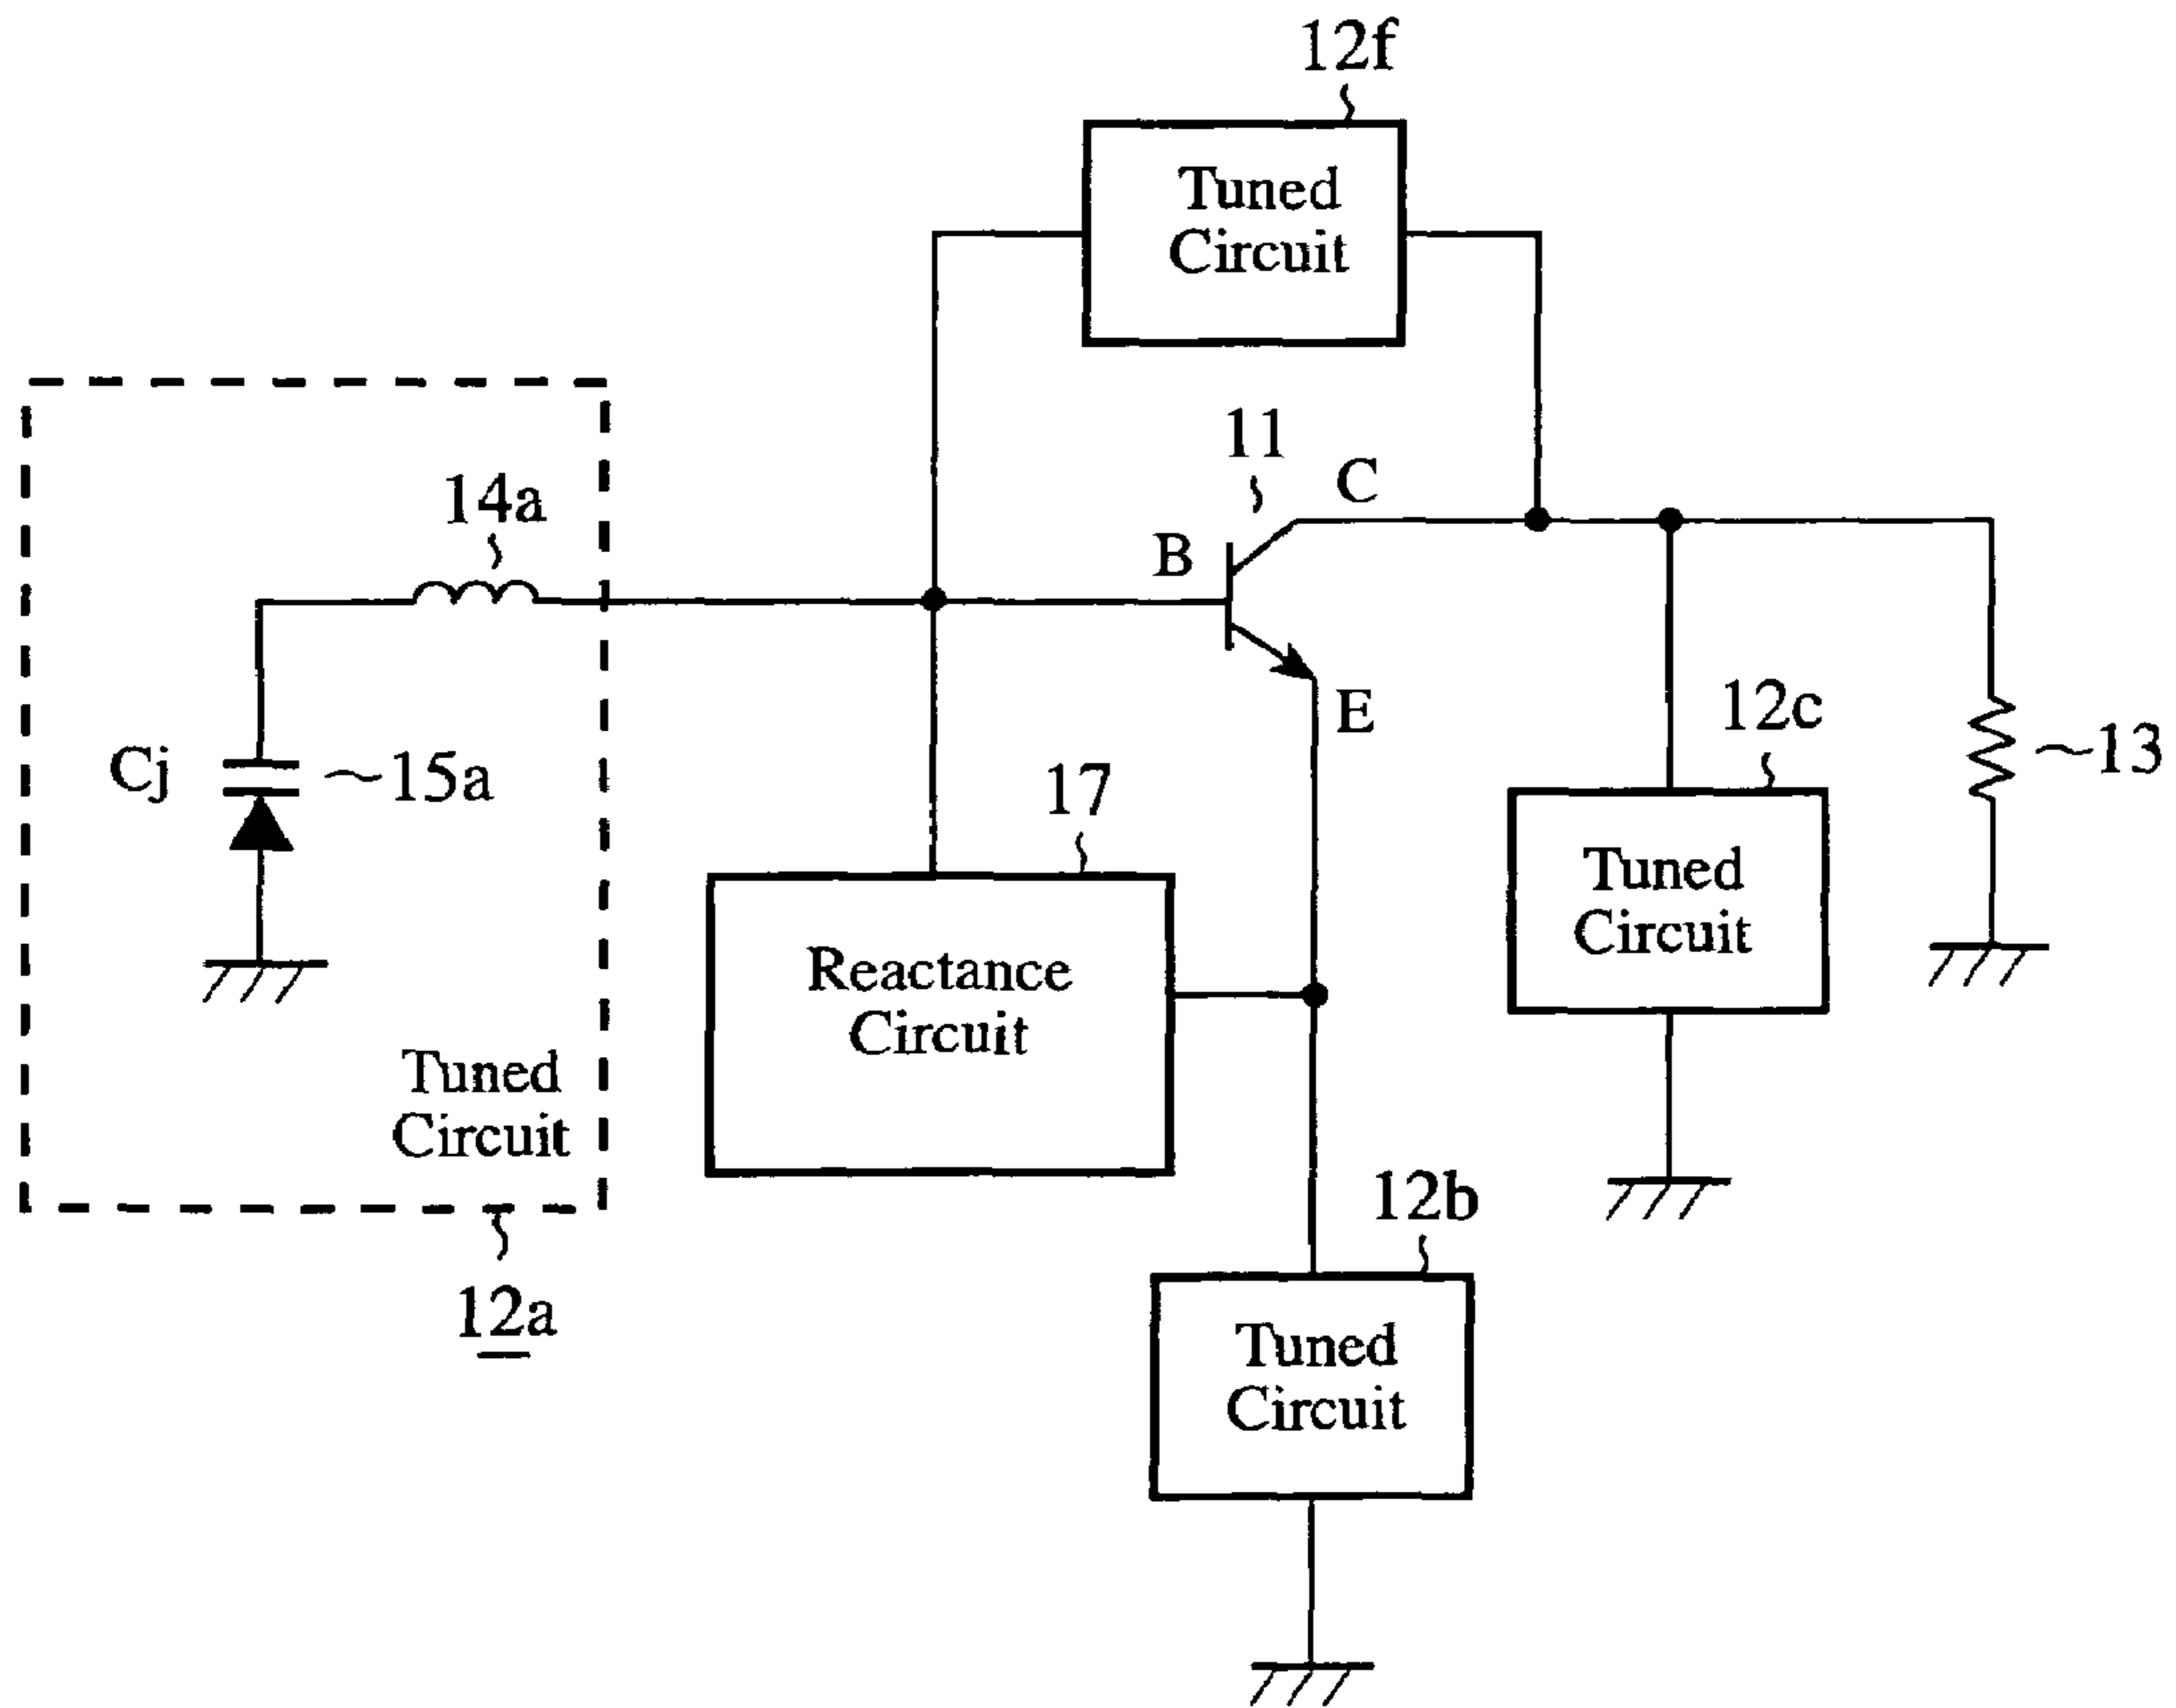 12f
Tuned
Circuit
11
C
14a
B
E
12c
Cj
15a
17
13
Tuned
Circuit
Reactance
Circuit
Tuned
Circuit
12b
12a
Tuned
Circuit